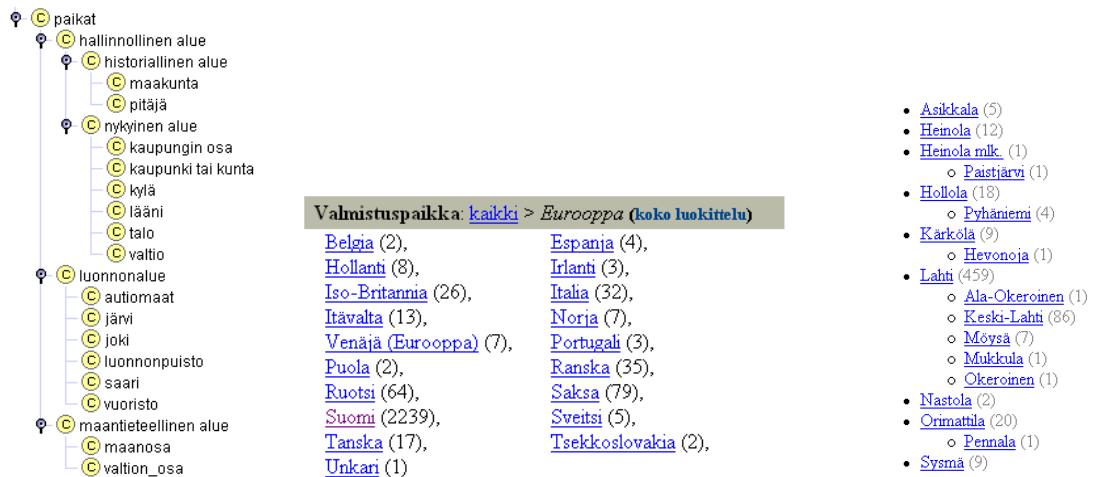 paikat
hallinnollinen alue
historiallinen alue
maakunta
pitäjä
nykyinen alue
kaupungin osa
kaupunki tai kunta
kylä
lääni
talo
valtio
luonnonalue
autiomaat
järvi
joki
luonnonpuisto
saari
vuoristo
maantieteellinen alue
maanosa
valtion_osa
Valmistuspaikka: kaikki > Eurooppa (koko luokittelu)
Belgia (2), Espanja (4),
Hollanti (8), Irlanti (3),
Iso-Britannia (26), Italia (32),
Itävalta (13), Norja (7),
Venäjä (Eurooppa) (7), Portugali (3),
Puola (2), Ranska (35),
Ruotsi (64), Saksa (79),
Suomi (2239), Sveitsi (5),
Tanska (17), Tsekkoslovakia (2),
Unkari (1)
Asikkala (5)
Heinola (12)
Heinola mlk. (1)
Paistjärvi (1)
Hollola (18)
Pyhäniemi (4)
Kärkölä (9)
Hevonoja (1)
Lahti (459)
Ala-Okeroinen (1)
Keski-Lahti (86)
Möysä (7)
Mukkula (1)
Okeroinen (1)
Nastola (2)
Orimattila (20)
Pennala (1)
Sysmä (9)